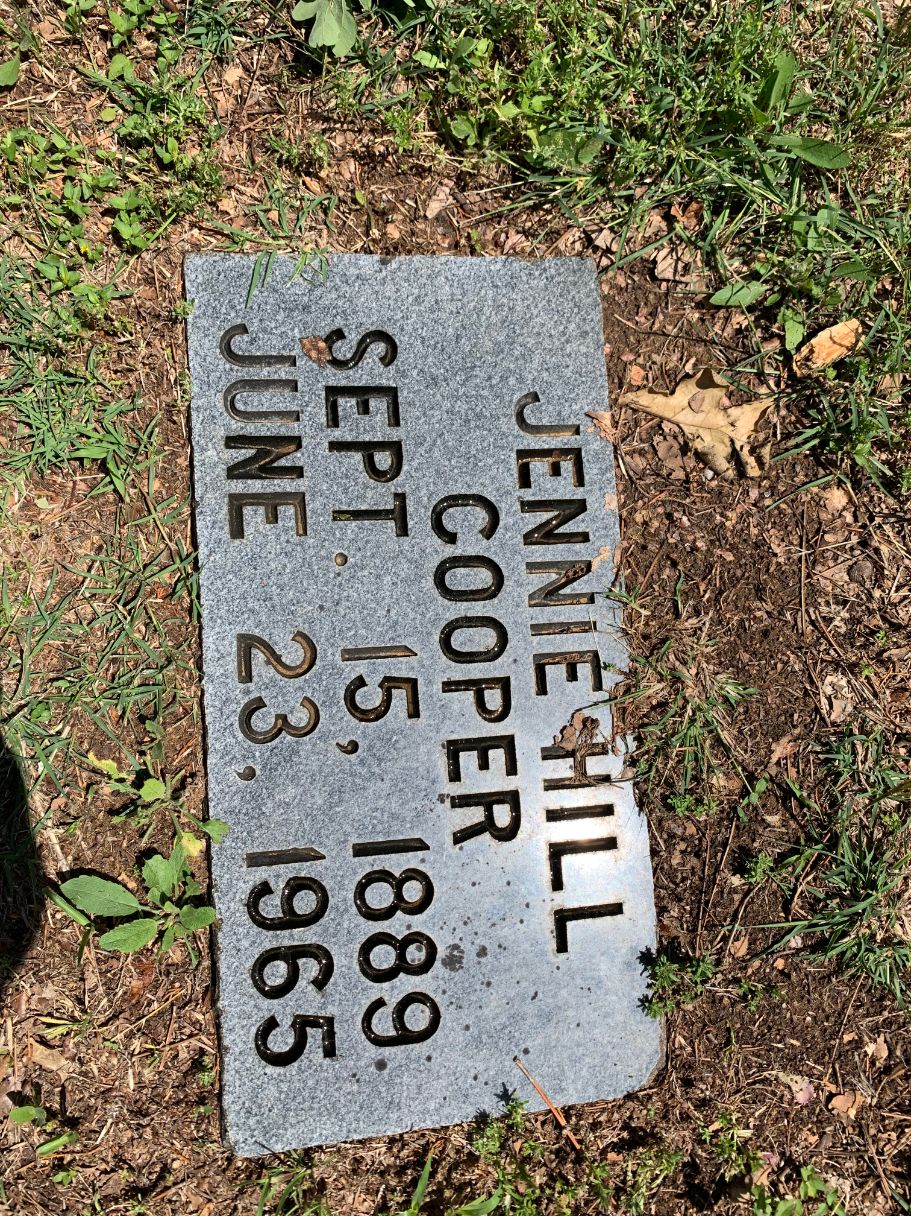 JENNIE HILL
COOPER
SEPT. 15, 1889
JUNE 23, 1965